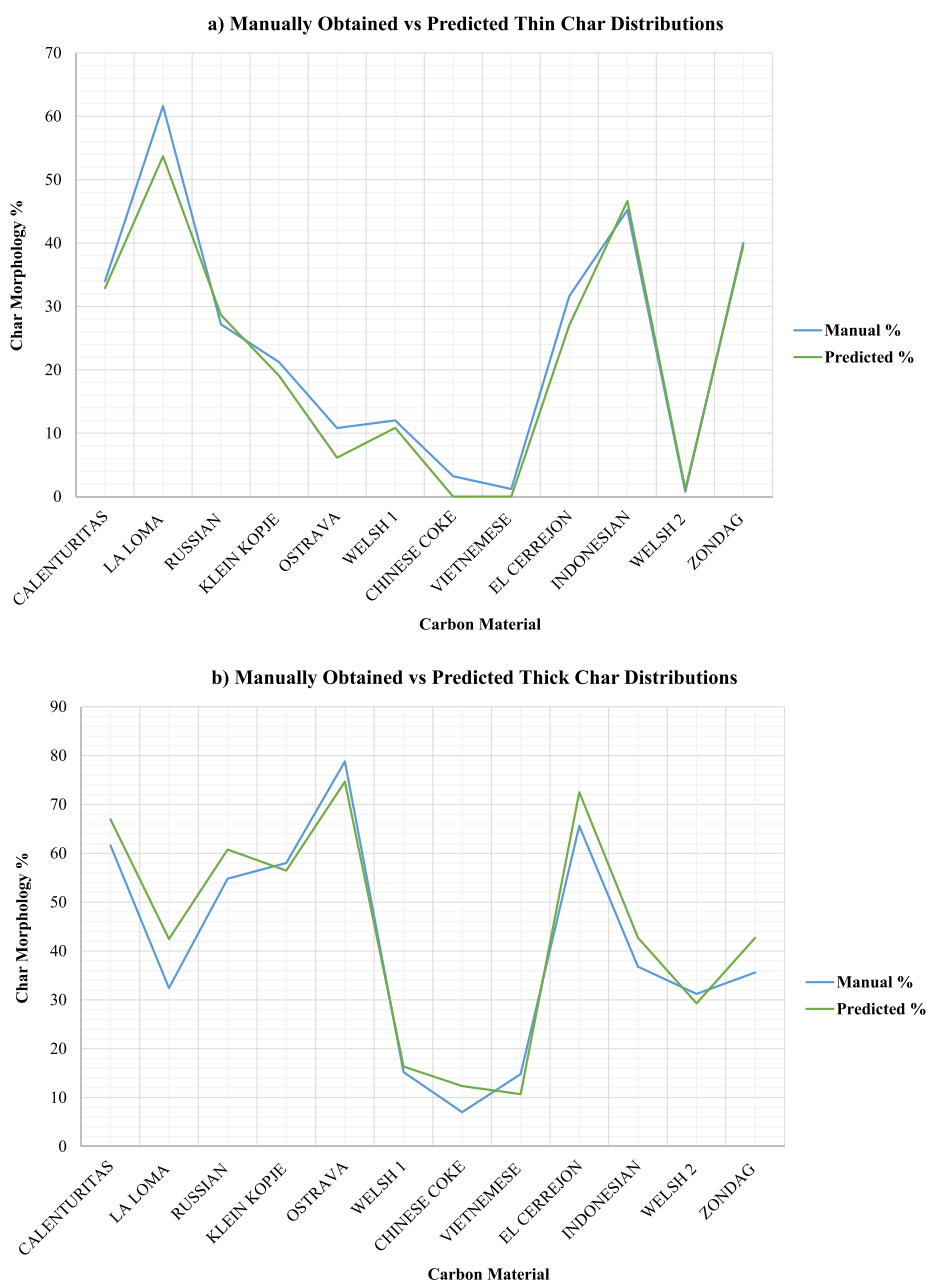 a) Manually Obtained vs Predicted Thin Char Distributions
70
60
50
40
30
20
10
0
Char Morphology %
CALENTURITAS
LA LOMA
RUSSIAN
KLEIN KOPJE
OSTRAVA
WELSH 1
CHINESE COKE
VIETNEMESE
EL CERREJON
INDONESIAN
WELSH 2
ZONDAG
Carbon Material
Manual %
Predicted %
b) Manually Obtained vs Predicted Thick Char Distributions
90
80
70
60
50
40
30
20
10
0
Char Morphology %
CALENTURITAS
LA LOMA
RUSSIAN
KLEIN KOPJE
OSTRAVA
WELSH 1
CHINESE COKE
VIETNEMESE
EL CERREJON
INDONESIAN
WELSH 2
ZONDAG
Carbon Material
Manual %
Predicted %